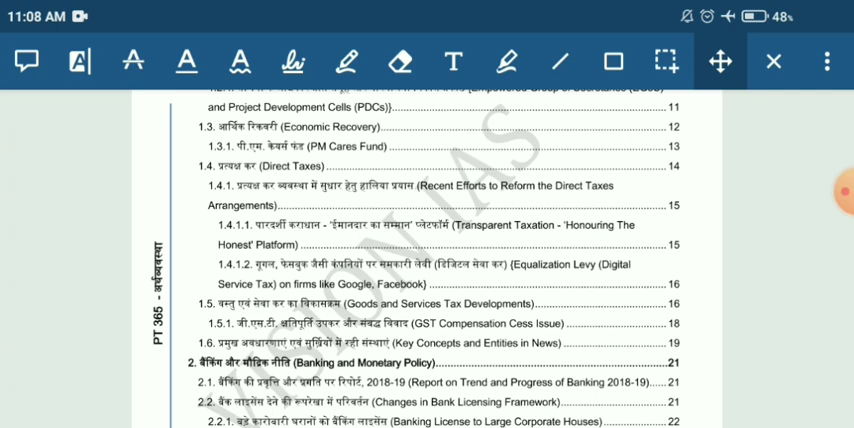 11:08 AM
48%
and Project Development Cells (PDCs)}............ 11
1.3. आर्थिक रिकवरी (Economic Recovery)............ 12
1.3.1. पी.एम. केयर्स फंड (PM Cares Fund) ............ 13
1.4. प्रत्यक्ष कर (Direct Taxes) ............ 14
1.4.1. प्रत्यक्ष कर व्यवस्था में सुधार हेतु हालिया प्रयास (Recent Efforts to Reform the Direct Taxes
Arrangements)............ 15
1.4.1.1. पारदर्शी कराधान - 'ईमानदार का सम्मान' प्लेटफॉर्म (Transparent Taxation - 'Honouring The
Honest' Platform) ............ 15
1.4.1.2. गूगल, फेसबुक जैसी कंपनियों पर समकारी लेवी (डिजिटल सेवा कर) {Equalization Levy (Digital
Service Tax) on firms like Google, Facebook} ............ 16
1.5. वस्तु एवं सेवा कर का विकासक्रम (Goods and Services Tax Developments)............ 16
1.5.1. जी.एस.टी. क्षतिपूर्ति उपकर और संबद्ध विवाद (GST Compensation Cess Issue) ............ 18
1.6. प्रमुख अवधारणाएं एवं सुर्ख़ियों में रही संस्थाएं (Key Concepts and Entities in News) ............ 19
2. बैंकिंग और मौद्रिक नीति (Banking and Monetary Policy)............ 21
2.1. बैंकिंग की प्रवृत्ति और प्रगति पर रिपोर्ट, 2018-19 (Report on Trend and Progress of Banking 2018-19)...... 21
2.2. बैंक लाइसेंस देने की रूपरेखा में परिवर्तन (Changes in Bank Licensing Framework)............ 21
2.2.1. बड़े कारोबारी घरानों को बैंकिंग लाइसेंस (Banking License to Large Corporate Houses) ............ 22
PT 365 - अर्थव्यवस्था
VISION IAS